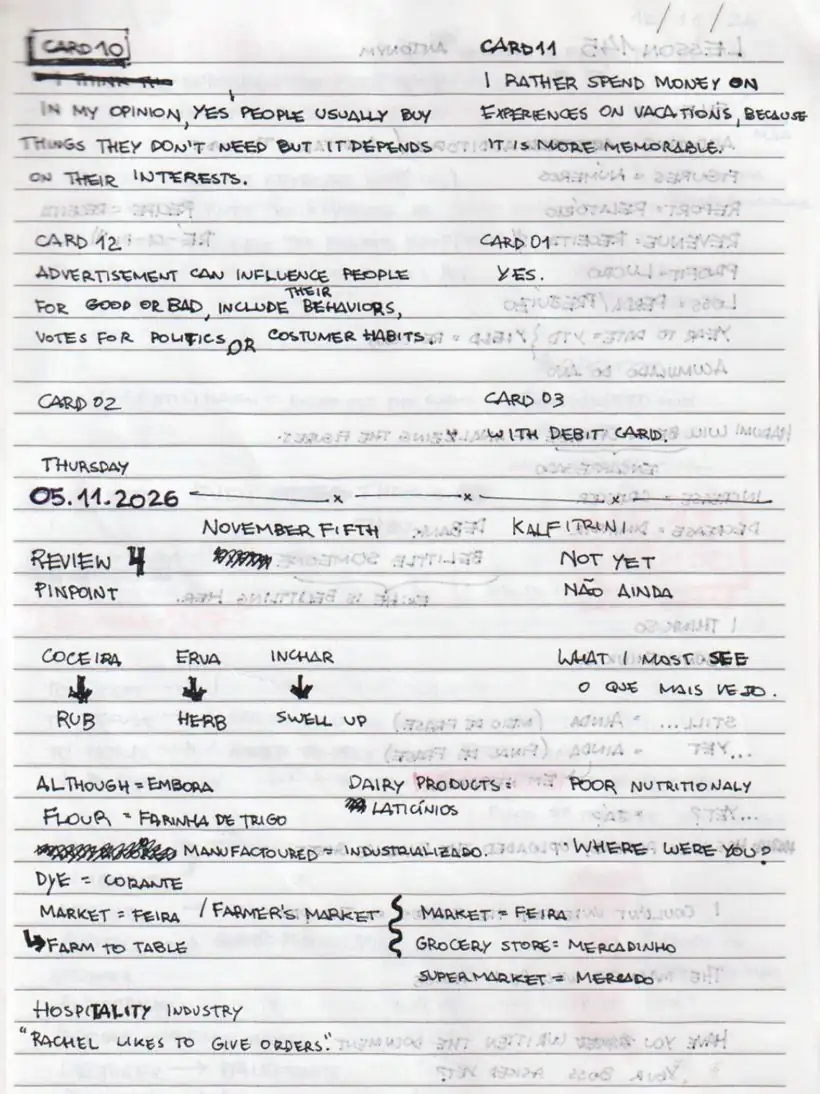 CARD 10
IN MY OPINION, YES PEOPLE USUALLY BUY
THINGS THEY DON'T NEED BUT IT DEPENDS
ON THEIR INTERESTS.
CARD 11
I RATHER SPEND MONEY ON
EXPERIENCES ON VACATIONS, BECAUSE
IT IS MORE MEMORABLE.
CARD 12
ADVERTISEMENT CAN INFLUENCE PEOPLE
FOR GOOD OR BAD, INCLUDE THEIR BEHAVIORS,
VOTES FOR POLITICS OR COSTUMER HABITS.
CARD 01
YES.
CARD 02
CARD 03
WITH DEBIT CARD.
THURSDAY
05.11.2026
NOVEMBER FIFTH
KALFITRINI
REVIEW 4
NOT YET
PINPOINT
NÃO AINDA
COCEIRA ERVA INCHAR
RUB HERB SWELL UP
WHAT I MOST SEE
O QUE MAIS VEJO.
ALTHOUGH = EMBORA
DAIRY PRODUCTS =
LATICÍNIOS
POOR NUTRITIONALY
FLOUR = FARINHA DE TRIGO
MANUFACTOURED = INDUSTRIALIZADO.
WHERE WERE YOU?
DYE = CORANTE
MARKET = FEIRA / FARMER'S MARKET
FARM TO TABLE
MARKET = FEIRA
GROCERY STORE = MERCADINHO
SUPERMARKET = MERCADO
HOSPITALITY INDUSTRY
"RACHEL LIKES TO GIVE ORDERS."